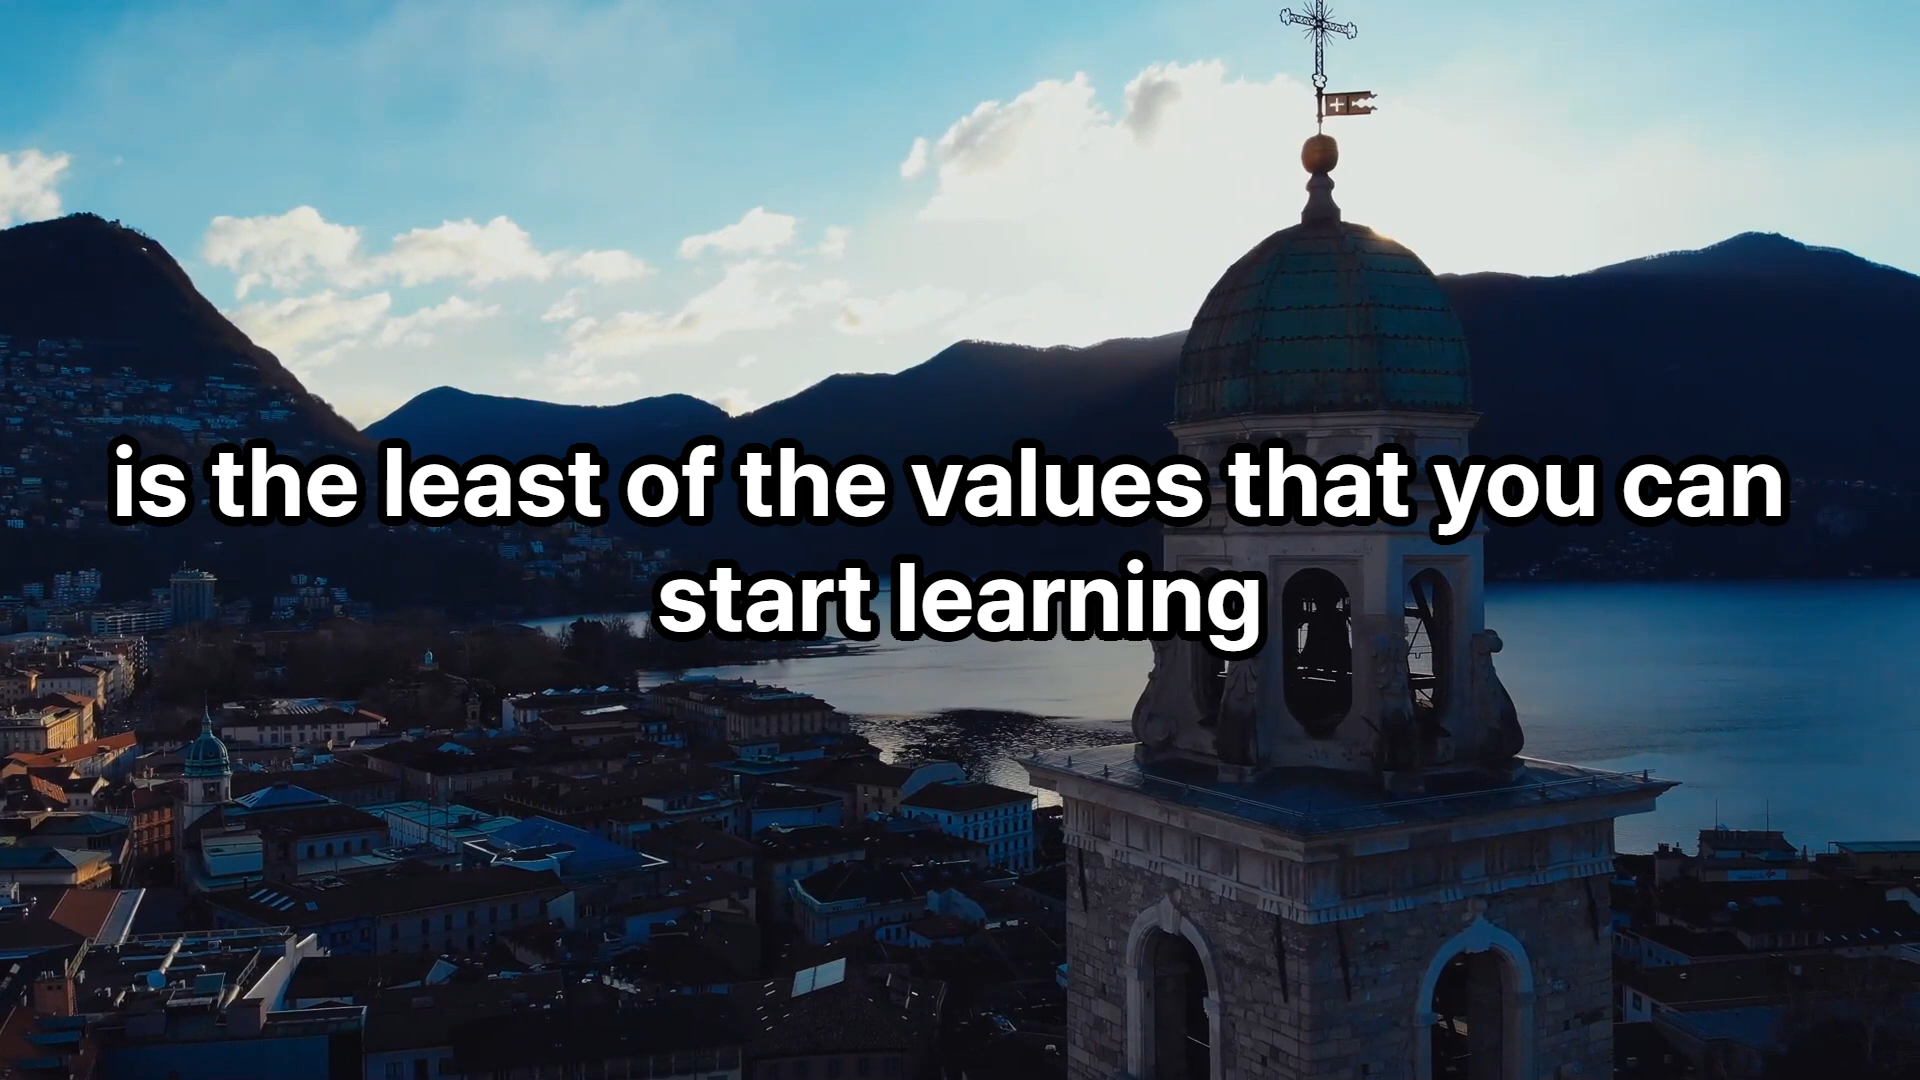 is the least of the values that you can
start learning